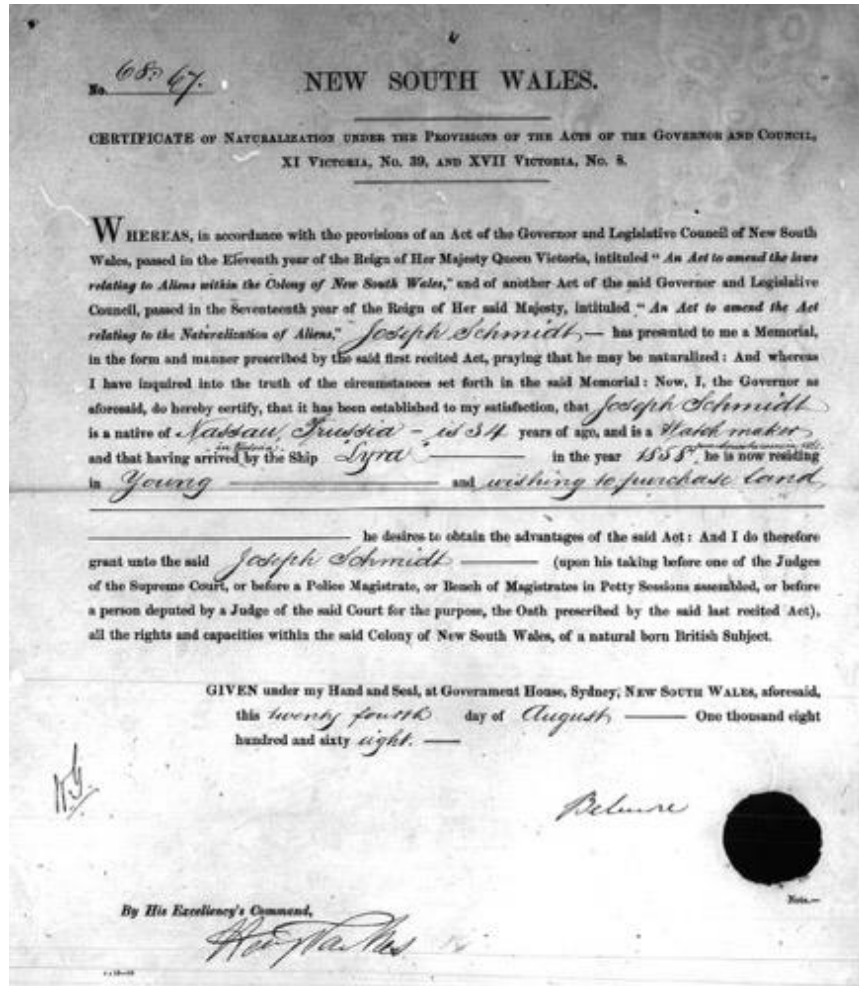 No. 68. 67.
NEW SOUTH WALES.
CERTIFICATE OF NATURALIZATION UNDER THE PROVISIONS OF THE ACTS OF THE GOVERNOR AND COUNCIL,
XI VICTORIA, No. 39, AND XVII VICTORIA, No. 8.
WHEREAS, in accordance with the provisions of an Act of the Governor and Legislative Council of New South
Wales, passed in the Eleventh year of the Reign of Her Majesty Queen Victoria, intituled "An Act to amend the laws
relating to Aliens within the Colony of New South Wales," and of another Act of the said Governor and Legislative
Council, passed in the Seventeenth year of the Reign of Her said Majesty, intituled "An Act to amend the Act
relating to the Naturalization of Aliens," Joseph Schmidt — has presented to me a Memorial,
in the form and manner prescribed by the said first recited Act, praying that he may be naturalized: And whereas
I have inquired into the truth of the circumstances set forth in the said Memorial: Now, I, the Governor as
aforesaid, do hereby certify, that it has been established to my satisfaction, that Joseph Schmidt
is a native of Nassau, Prussia — is 34 years of age, and is a Watchmaker
and that having arrived by the Ship Lyra in the year 1858, he is now residing
in Young and wishing to purchase land,
he desires to obtain the advantages of the said Act: And I do therefore
grant unto the said Joseph Schmidt (upon his taking before one of the Judges
of the Supreme Court, or before a Police Magistrate, or Bench of Magistrates in Petty Sessions assembled, or before
a person deputed by a Judge of the said Court for the purpose, the Oath prescribed by the said last recited Act),
all the rights and capacities within the said Colony of New South Wales, of a natural born British Subject.
GIVEN under my Hand and Seal, at Government House, Sydney, NEW SOUTH WALES, aforesaid,
this twenty fourth day of August One thousand eight
hundred and sixty eight. —
Belmore
By His Excellency's Command,